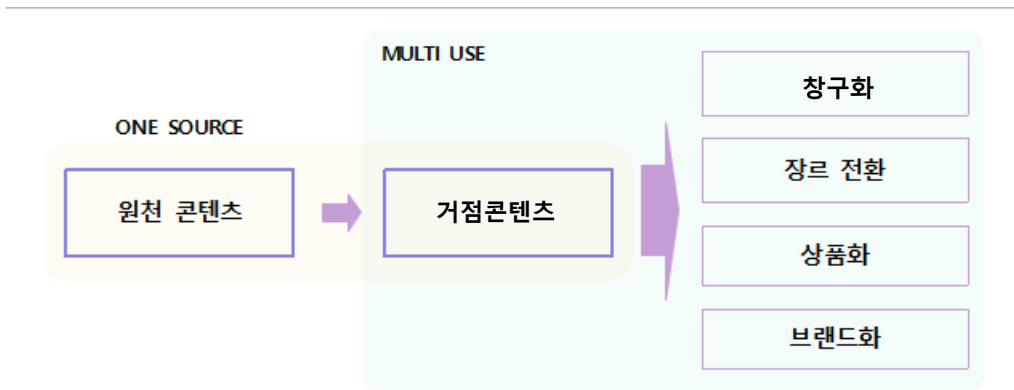 MULTI USE
ONE SOURCE
원천 콘텐츠
거점콘텐츠
창구화
장르 전환
상품화
브랜드화